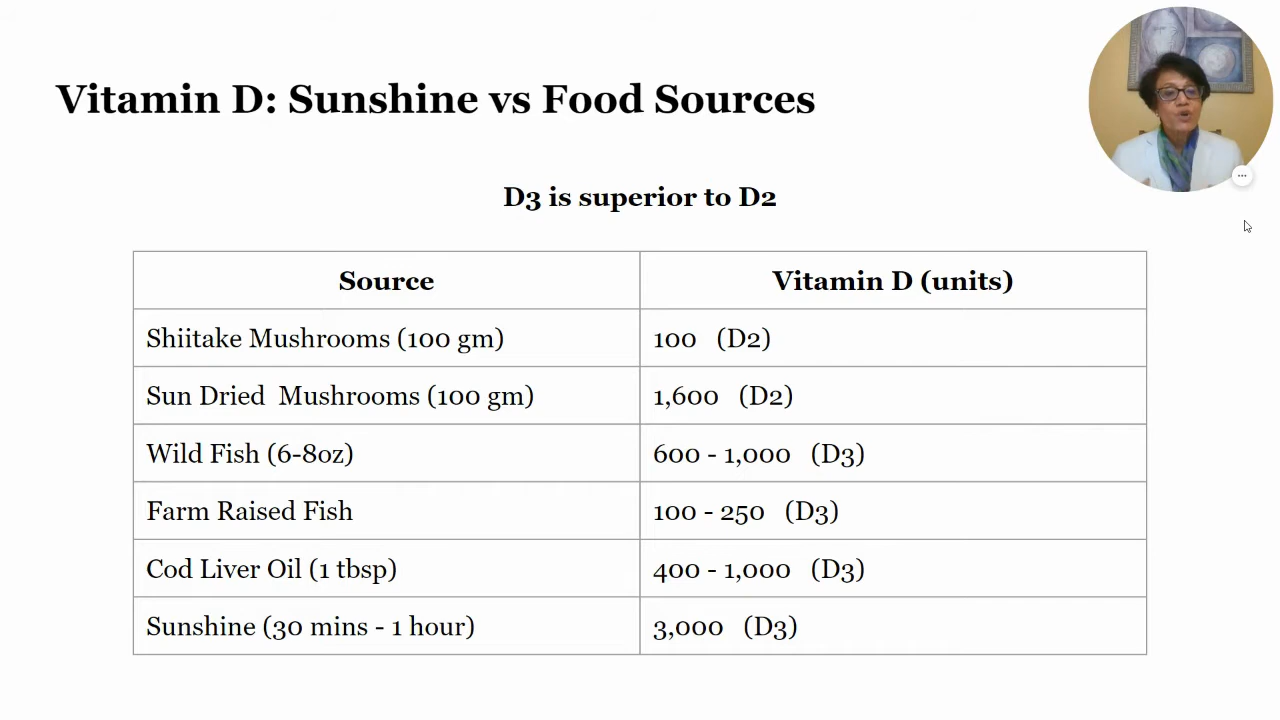 Vitamin D: Sunshine vs Food Sources
D3 is superior to D2
Source Vitamin D (units)
Shiitake Mushrooms (100 gm) 100 (D2)
Sun Dried Mushrooms (100 gm) 1,600 (D2)
Wild Fish (6-8oz) 600 - 1,000 (D3)
Farm Raised Fish 100 - 250 (D3)
Cod Liver Oil (1 tbsp) 400 - 1,000 (D3)
Sunshine (30 mins - 1 hour) 3,000 (D3)